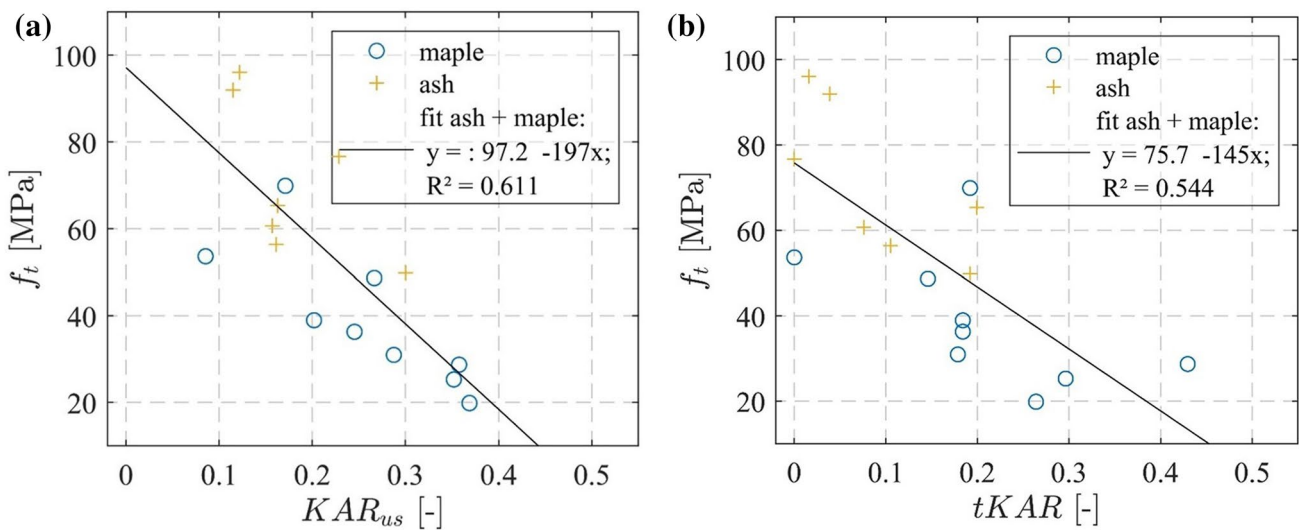 (a)
maple
ash
fit ash + maple:
y = : 97.2 -197x;
R² = 0.611
100
80
60
40
20
f_t [MPa]
0 0.1 0.2 0.3 0.4 0.5
KAR_us [-]
(b)
maple
ash
fit ash + maple:
y = 75.7 -145x;
R² = 0.544
100
80
60
40
20
f_t [MPa]
0 0.1 0.2 0.3 0.4 0.5
tKAR [-]